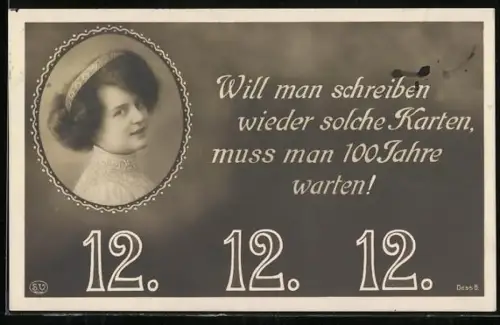 Will man schreiben
wieder solche Karten,
muss man 100 Jahre
warten!
12. 12. 12.